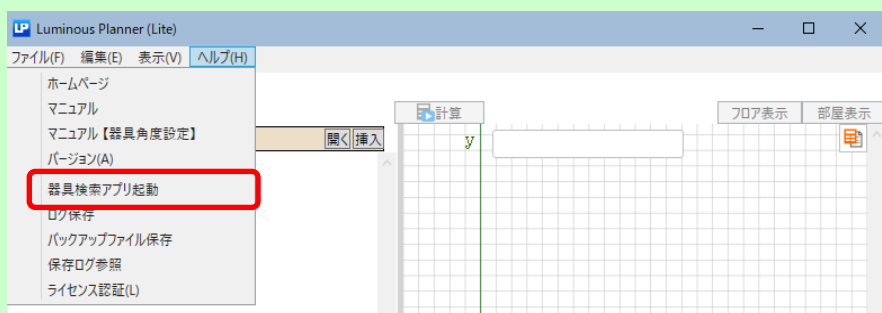 LP Luminous Planner (Lite)
ファイル(F) 編集(E) 表示(V) ヘルプ(H)
ホームページ
マニュアル
マニュアル【器具角度設定】
バージョン(A)
器具検索アプリ起動
ログ保存
バックアップファイル保存
保存ログ参照
ライセンス認証(L)
開く 挿入
計算 フロア表示 部屋表示
y